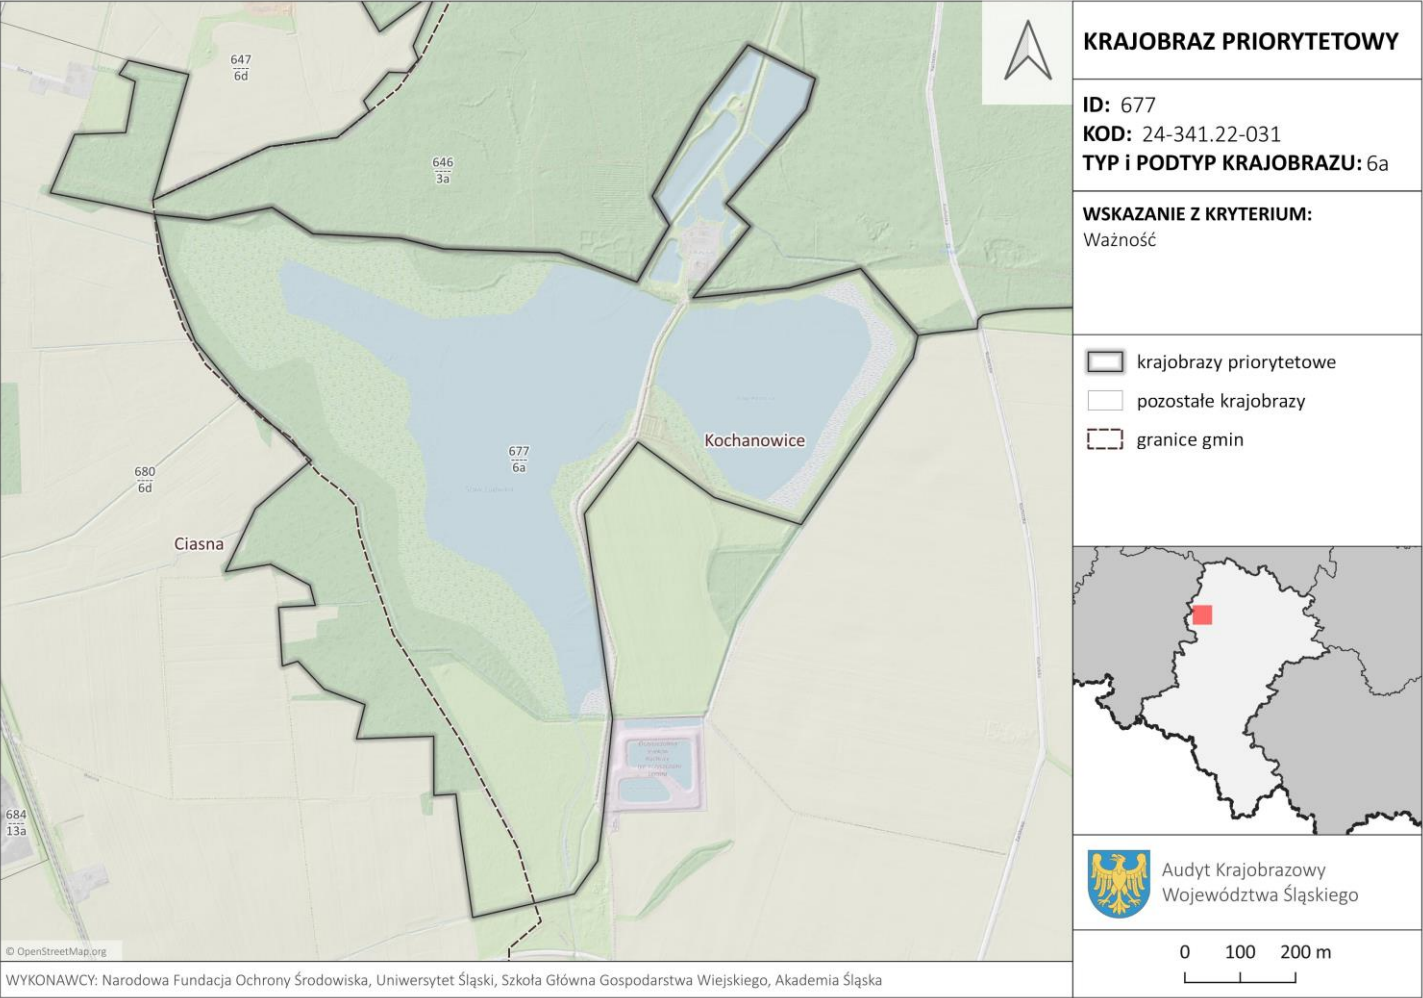 647
6d
646
3a
677
6a
Kochanowice
680
6d
Ciasna
684
13a
© OpenStreetMap.org
WYKONAWCY: Narodowa Fundacja Ochrony Środowiska, Uniwersytet Śląski, Szkoła Główna Gospodarstwa Wiejskiego, Akademia Śląska
KRAJOBRAZ PRIORYTETOWY
ID: 677
KOD: 24-341.22-031
TYP i PODTYP KRAJOBRAZU: 6a
WSKAZANIE Z KRYTERIUM:
Ważność
krajobrazy priorytetowe
pozostałe krajobrazy
granice gmin
Audyt Krajobrazowy
Województwa Śląskiego
0 100 200 m